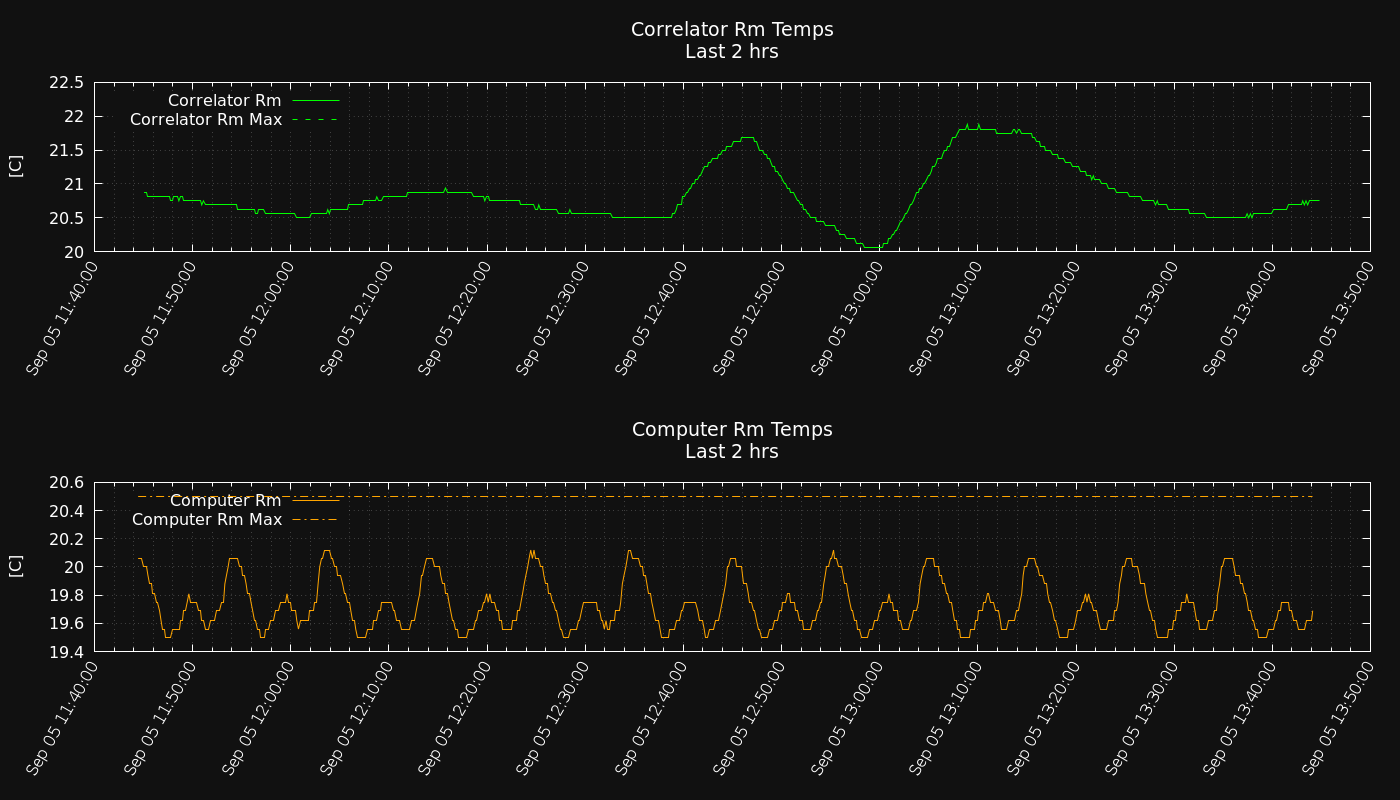 Correlator Rm Temps
Last 2 hrs
22.5
22
21.5
21
20.5
20
[C]
Correlator Rm
Correlator Rm Max
Sep 05 11:40:00
Sep 05 11:50:00
Sep 05 12:00:00
Sep 05 12:10:00
Sep 05 12:20:00
Sep 05 12:30:00
Sep 05 12:40:00
Sep 05 12:50:00
Sep 05 13:00:00
Sep 05 13:10:00
Sep 05 13:20:00
Sep 05 13:30:00
Sep 05 13:40:00
Sep 05 13:50:00
Computer Rm Temps
Last 2 hrs
20.6
20.4
20.2
20
19.8
19.6
19.4
[C]
Computer Rm
Computer Rm Max
Sep 05 11:40:00
Sep 05 11:50:00
Sep 05 12:00:00
Sep 05 12:10:00
Sep 05 12:20:00
Sep 05 12:30:00
Sep 05 12:40:00
Sep 05 12:50:00
Sep 05 13:00:00
Sep 05 13:10:00
Sep 05 13:20:00
Sep 05 13:30:00
Sep 05 13:40:00
Sep 05 13:50:00